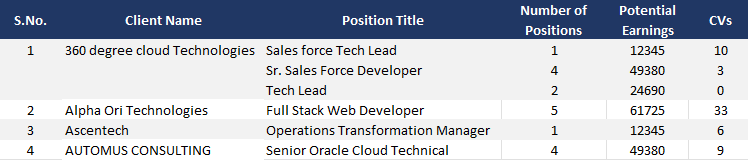 S.No. Client Name Position Title Number of Positions Potential Earnings CVs
1 360 degree cloud Technologies Sales force Tech Lead 1 12345 10
Sr. Sales Force Developer 4 49380 3
Tech Lead 2 24690 0
2 Alpha Ori Technologies Full Stack Web Developer 5 61725 33
3 Ascentech Operations Transformation Manager 1 12345 6
4 AUTOMUS CONSULTING Senior Oracle Cloud Technical 4 49380 9